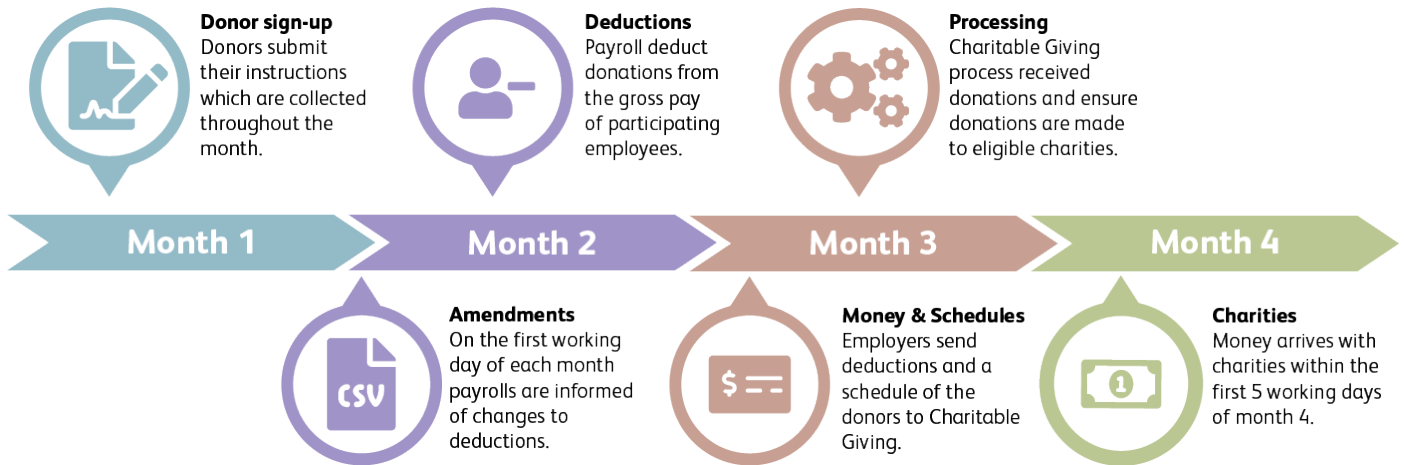 Donor sign-up
Donors submit
their instructions
which are collected
throughout the
month.
Deductions
Payroll deduct
donations from
the gross pay
of participating
employees.
Processing
Charitable Giving
process received
donations and ensure
donations are made
to eligible charities.
Month 1
Month 2
Month 3
Month 4
CSV
Amendments
On the first working
day of each month
payrolls are informed
of changes to
deductions.
$
Money & Schedules
Employers send
deductions and a
schedule of the
donors to Charitable
Giving.
1
Charities
Money arrives with
charities within the
first 5 working days
of month 4.